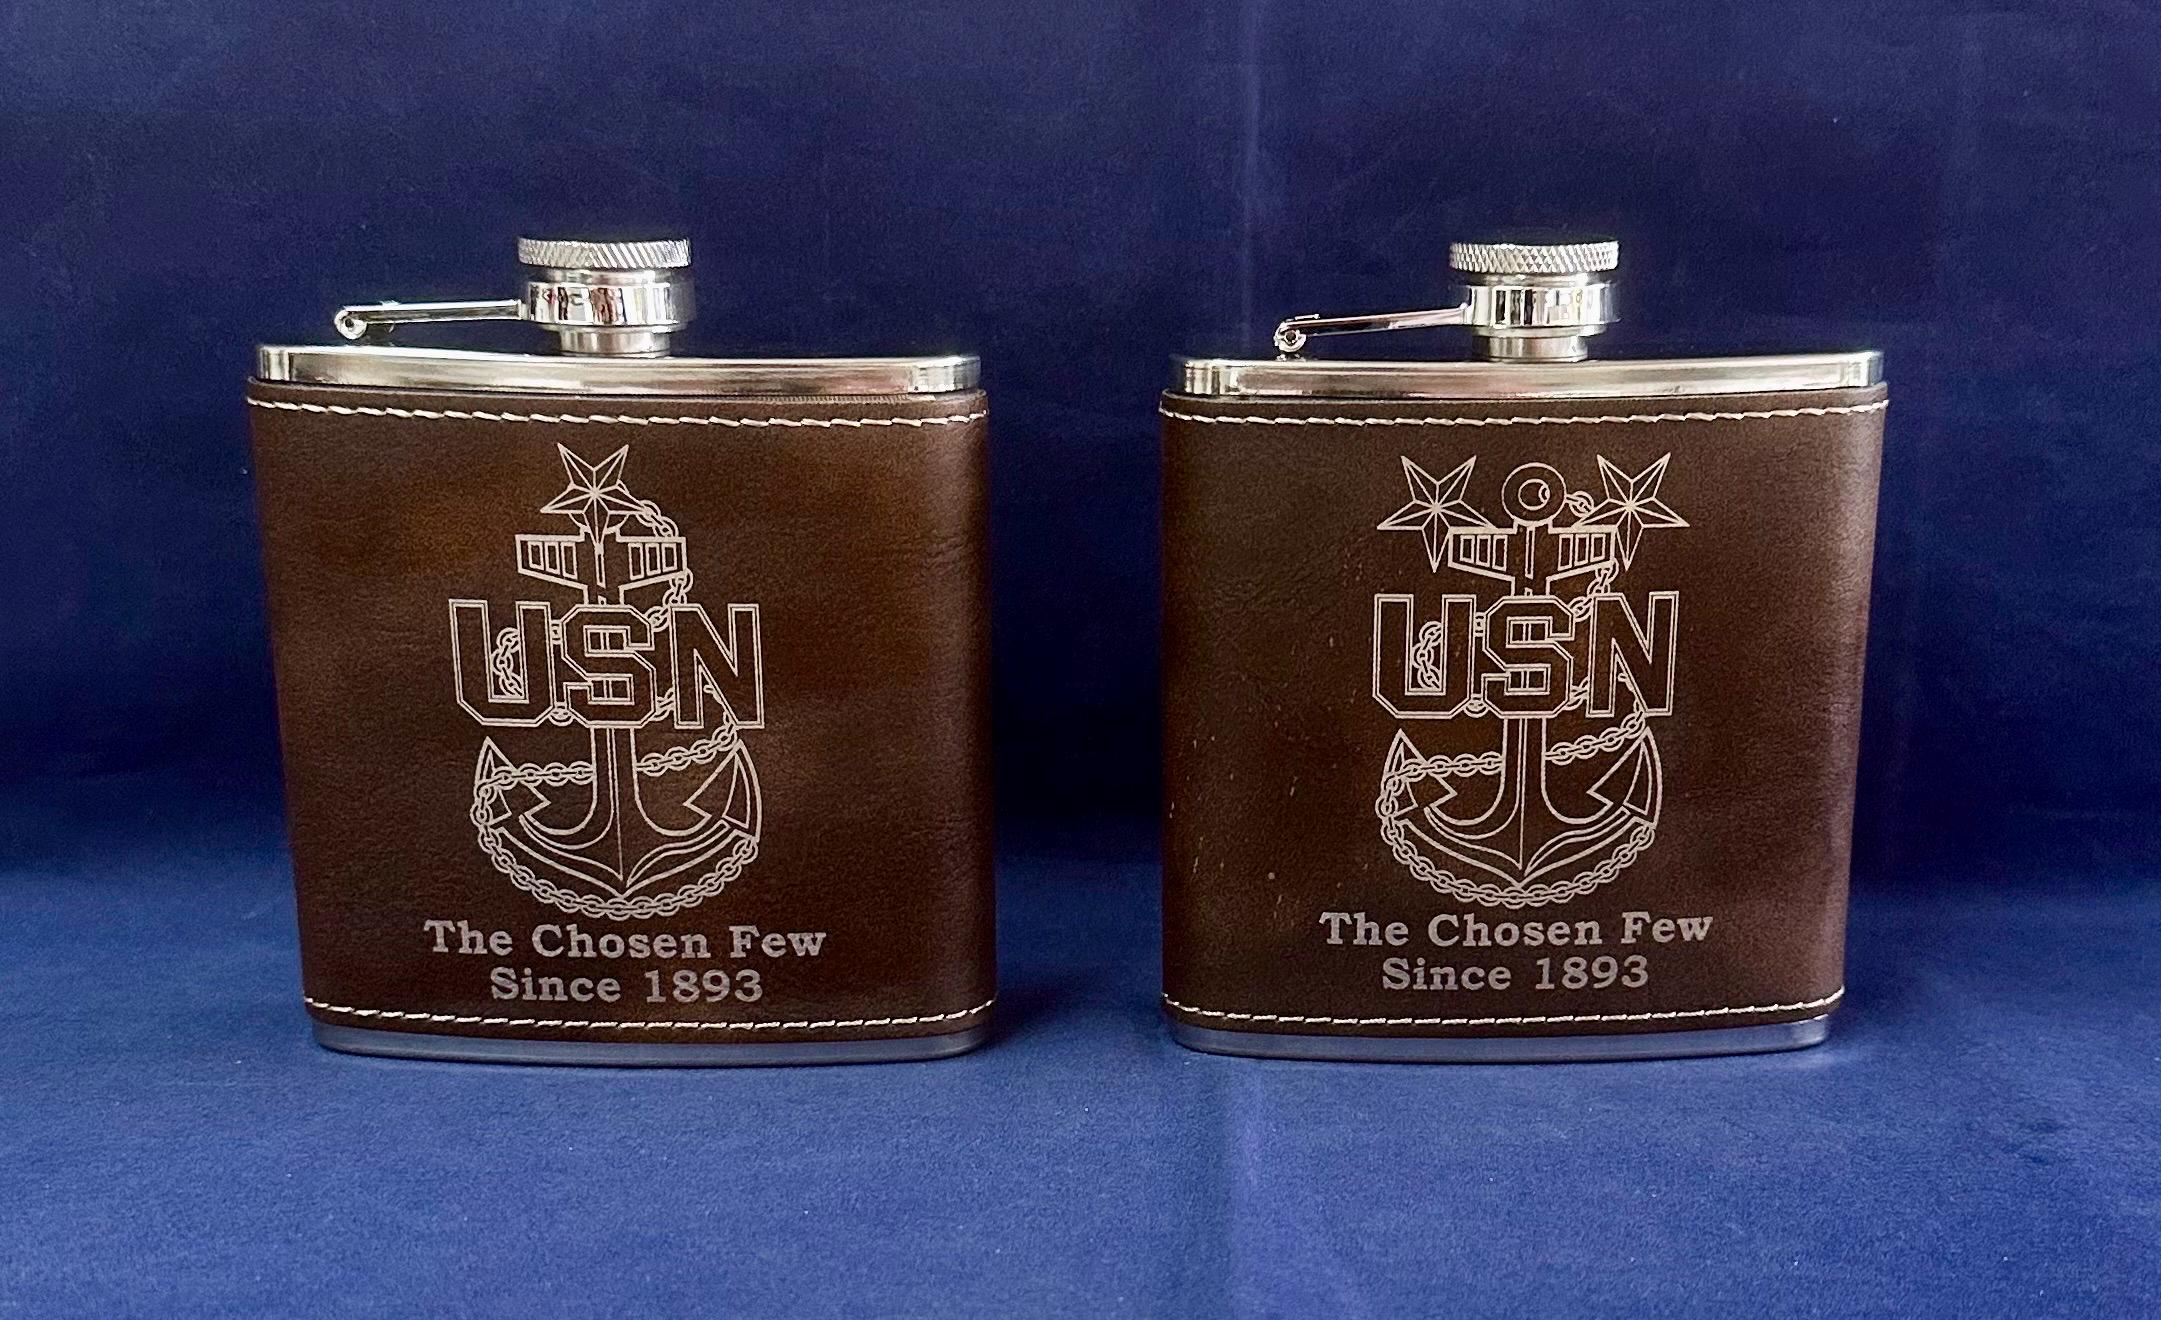 USN
The Chosen Few
Since 1893
USN
The Chosen Few
Since 1893